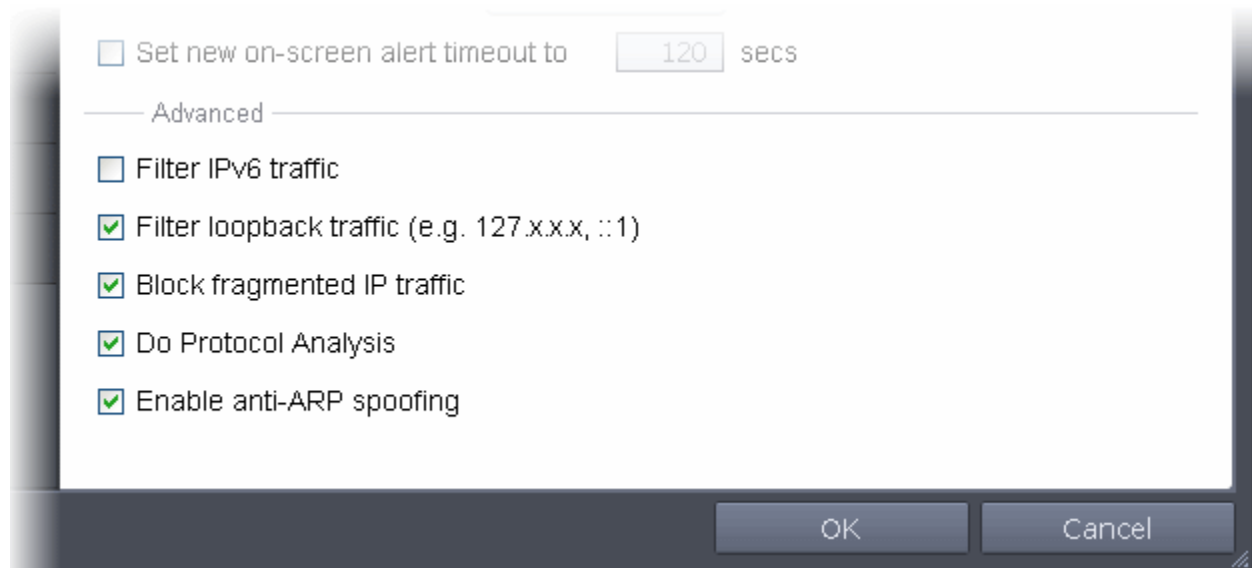 Set new on-screen alert timeout to 120 secs
Advanced
Filter IPv6 traffic
Filter loopback traffic (e.g. 127.x.x.x, ::1)
Block fragmented IP traffic
Do Protocol Analysis
Enable anti-ARP spoofing
OK Cancel